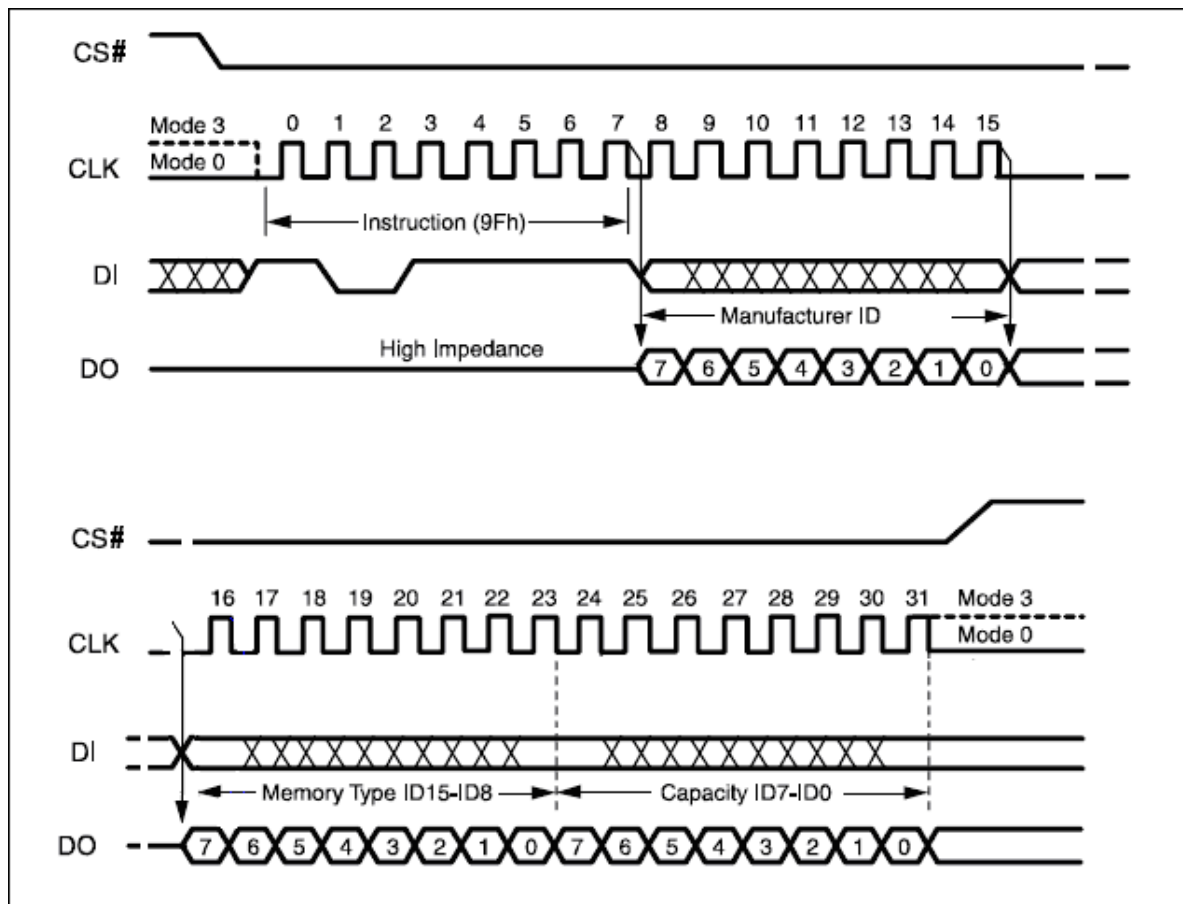 CS#
Mode 3
0 1 2 3 4 5 6 7 8 9 10 11 12 13 14 15
CLK
Mode 0
Instruction (9Fh)
DI
Manufacturer ID
High Impedance
DO
7 6 5 4 3 2 1 0
CS#
16 17 18 19 20 21 22 23 24 25 26 27 28 29 30 31
Mode 3
CLK
Mode 0
DI
Memory Type ID15-ID8
Capacity ID7-ID0
DO
7 6 5 4 3 2 1 0 7 6 5 4 3 2 1 0